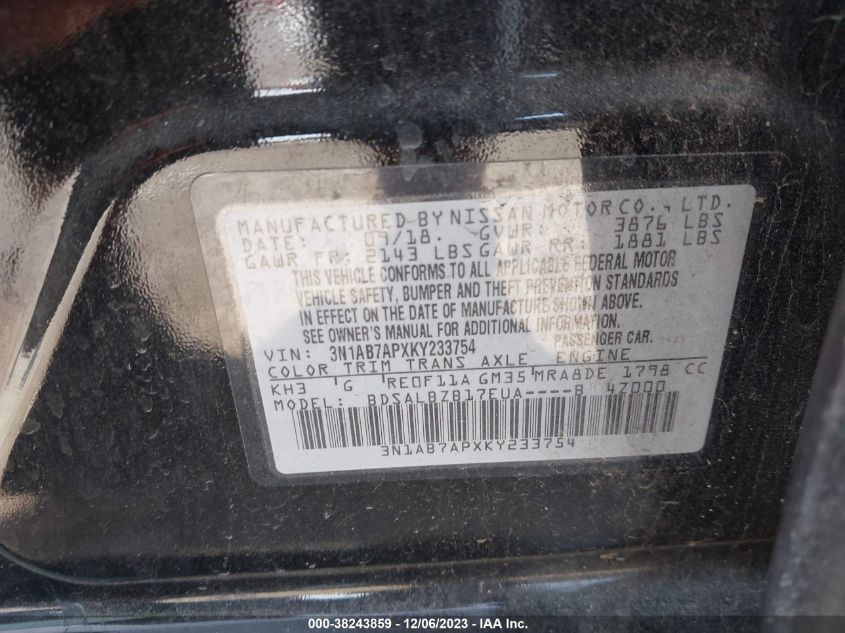 MANUFACTURED BY NISSAN MOTOR CO., LTD.
DATE: 09/18. GVWR 3876 LBS
GAWR FR: 2143 LBS GAWR RR: 1881 LBS
THIS VEHICLE CONFORMS TO ALL APPLICABLE FEDERAL MOTOR
VEHICLE SAFETY, BUMPER AND THEFT PREVENTION STANDARDS
IN EFFECT ON THE DATE OF MANUFACTURE SHOWN ABOVE.
SEE OWNER'S MANUAL FOR ADDITIONAL INFORMATION.
VIN: 3N1AB7APXKY233754 PASSENGER CAR.
COLOR TRIM TRANS AXLE ENGINE
KH3 G RE0F11A GM35 MRA8DE 1798 CC
MODEL: BDSALBZB17EUA----B 4Z000
3N1AB7APXKY233754
000-38243859 - 12/06/2023 - IAAI.com